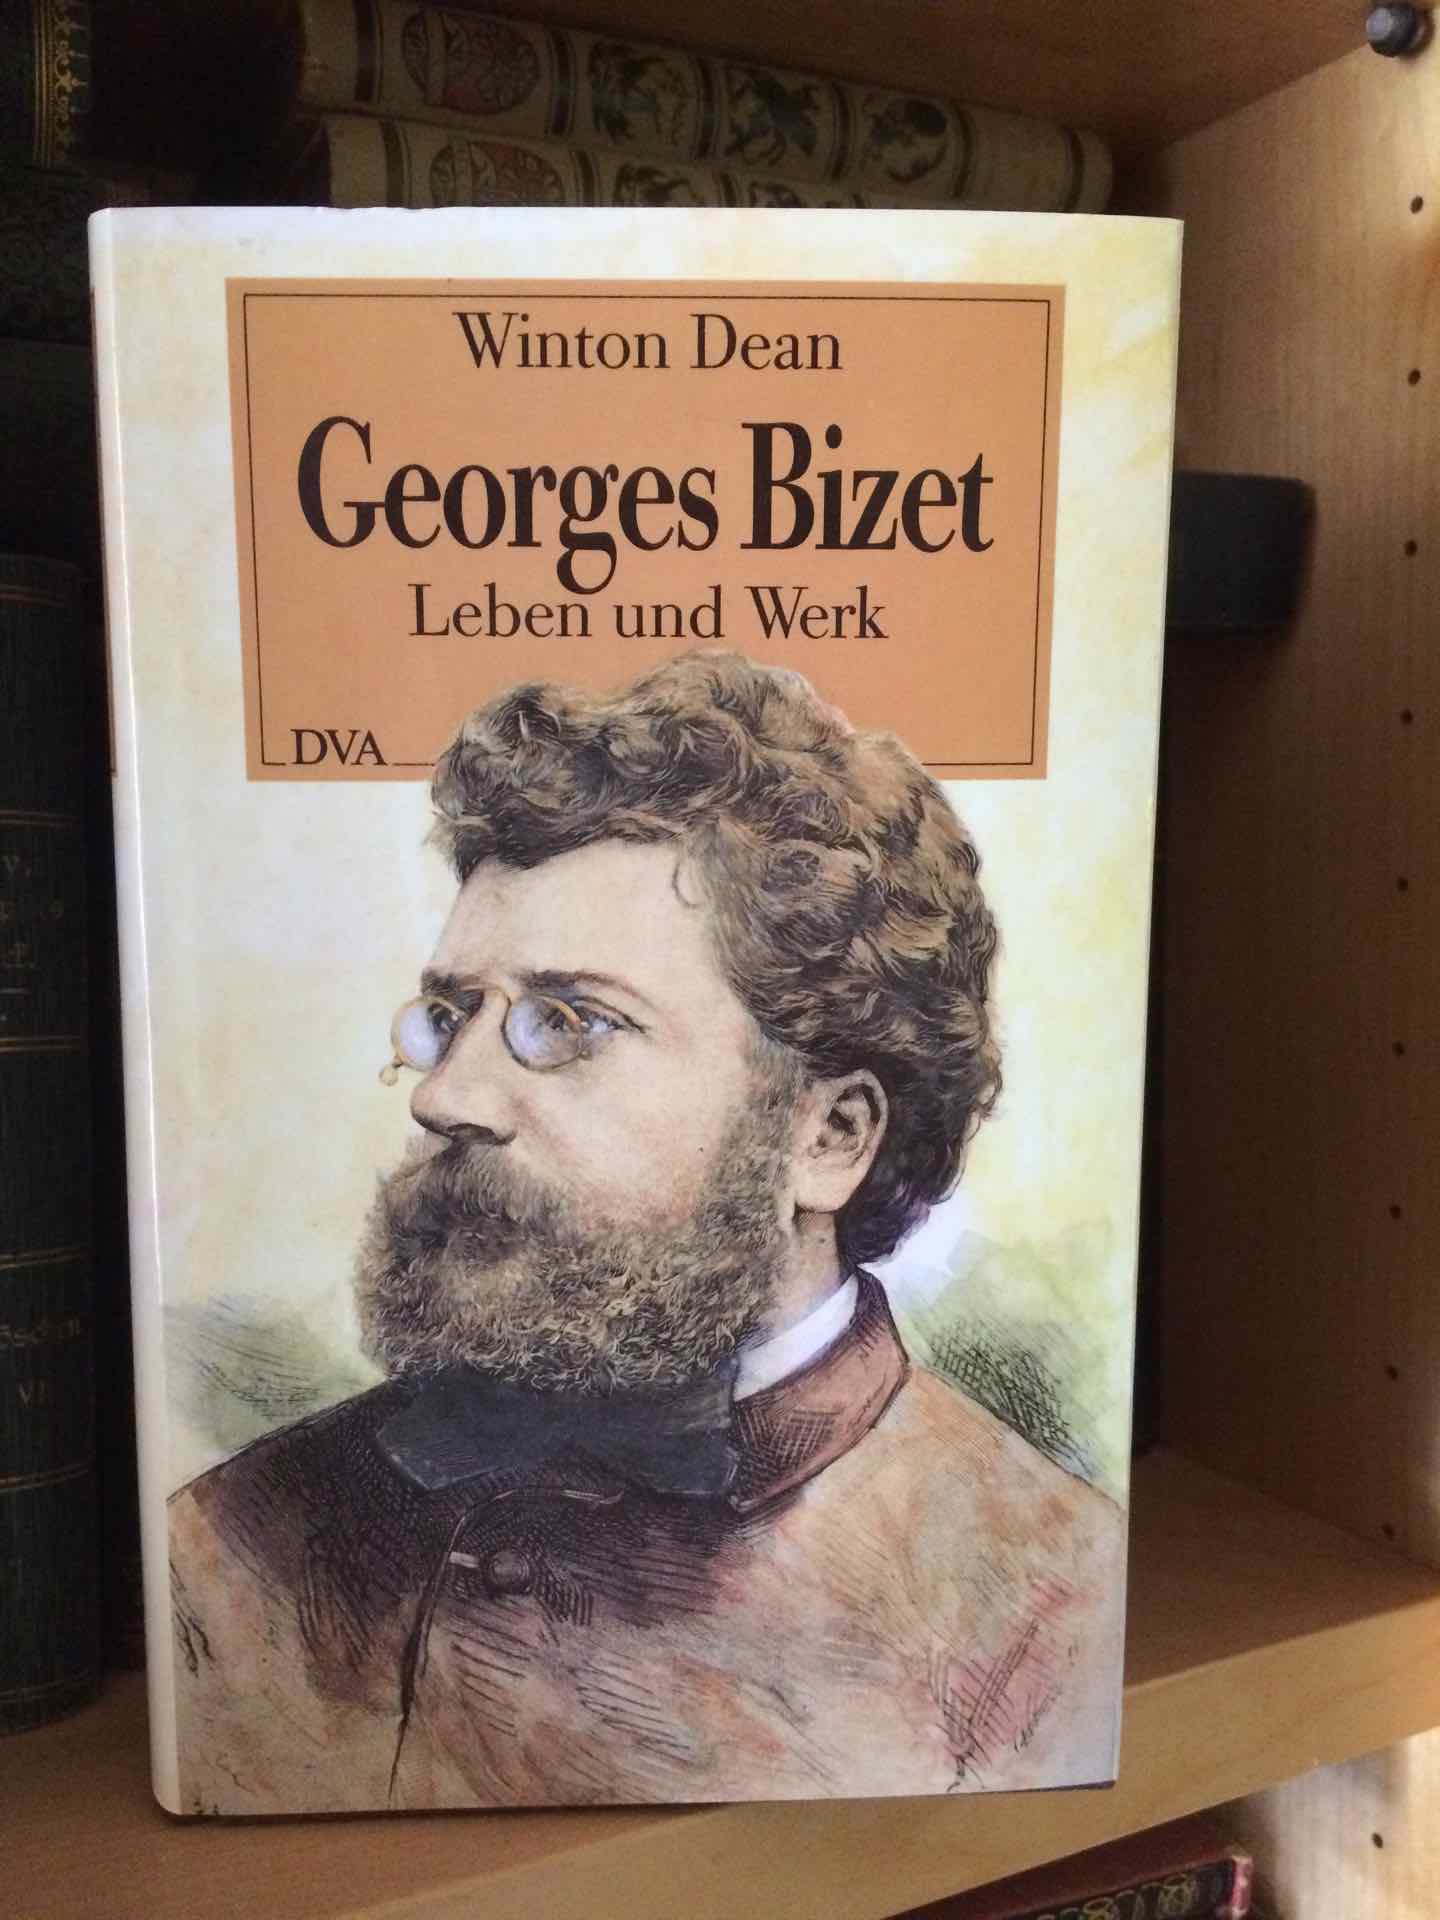 Winton Dean
Georges Bizet
Leben und Werk
DVA